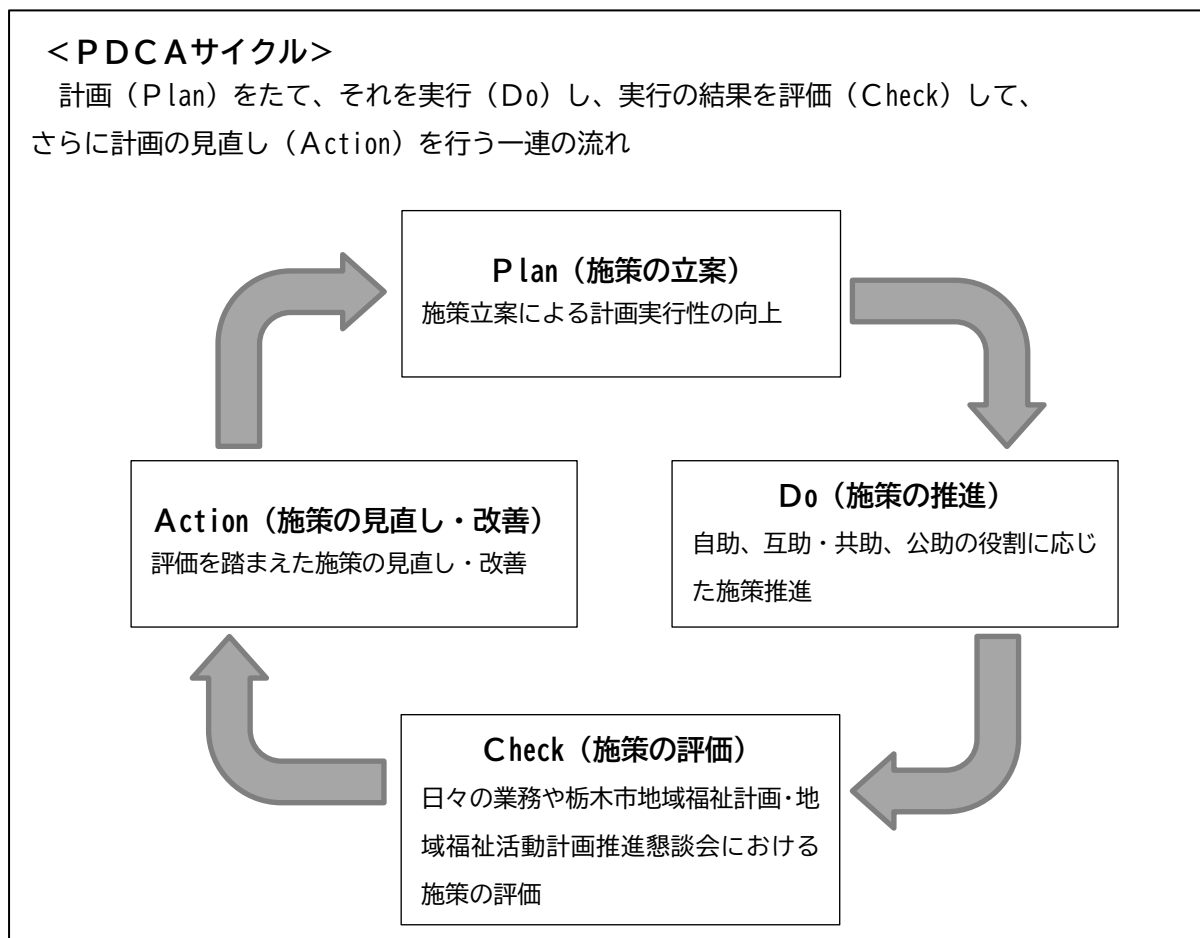 ＜ＰＤＣＡサイクル＞
計画（Ｐlan）をたて、それを実行（Ｄo）し、実行の結果を評価（Ｃheck）して、
さらに計画の見直し（Ａction）を行う一連の流れ
Ｐlan（施策の立案）
施策立案による計画実行性の向上
Ａction（施策の見直し・改善）
評価を踏まえた施策の見直し・改善
Ｄo（施策の推進）
自助、互助・共助、公助の役割に応じ
た施策推進
Ｃheck（施策の評価）
日々の業務や栃木市地域福祉計画・地
域福祉活動計画推進懇談会における
施策の評価